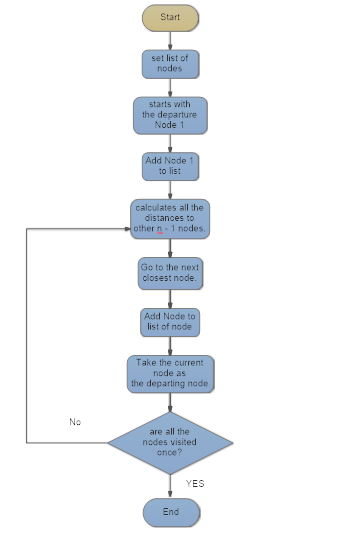 Start
set list of
nodes
starts with
the departure
Node 1
Add Node 1
to list
calculates all the
distances to
other n - 1 nodes.
Go to the next
closest node.
Add Node to
list of node
Take the current
node as
the departing node
are all the
nodes visited
once?
No
YES
End